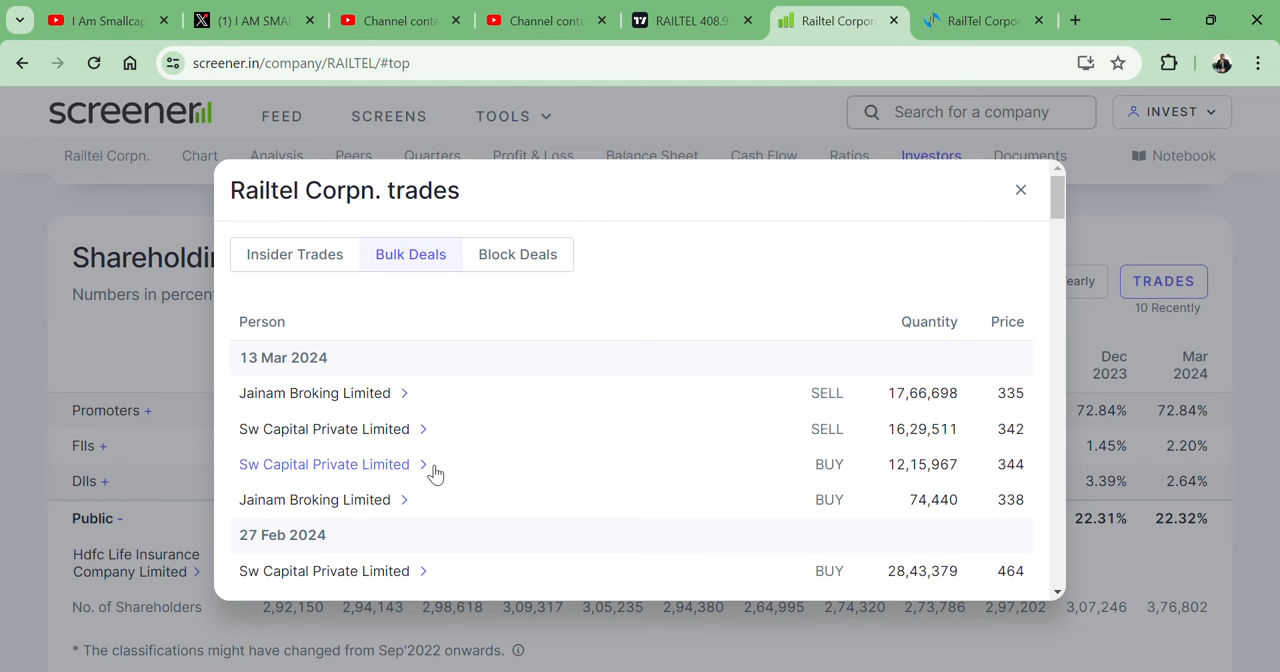 I Am Smallcap
(1) I AM SMAL
Channel conte
Channel conte
RAILTEL 408.9
Railtel Corpor
RailTel Corpo
screener.in/company/RAILTEL/#top
screener
FEED
SCREENS
TOOLS
Search for a company
INVEST
Railtel Corpn.
Chart
Analysis
Peers
Quarters
Profit & Loss
Balance Sheet
Cash Flow
Ratios
Investors
Documents
Notebook
Railtel Corpn. trades
Insider Trades
Bulk Deals
Block Deals
Shareholdin
Numbers in percent
early
TRADES
10 Recently
Person Quantity Price
13 Mar 2024
Jainam Broking Limited > SELL 17,66,698 335
Sw Capital Private Limited > SELL 16,29,511 342
Sw Capital Private Limited > BUY 12,15,967 344
Jainam Broking Limited > BUY 74,440 338
27 Feb 2024
Sw Capital Private Limited > BUY 28,43,379 464
Dec Mar
2023 2024
Promoters + 72.84% 72.84%
FIIs + 1.45% 2.20%
DIIs + 3.39% 2.64%
Public - 22.31% 22.32%
Hdfc Life Insurance
Company Limited >
No. of Shareholders 2,92,150 2,94,143 2,98,618 3,09,317 3,05,235 2,94,380 2,64,995 2,74,320 2,73,786 2,97,202 3,07,246 3,76,802
* The classifications might have changed from Sep'2022 onwards.